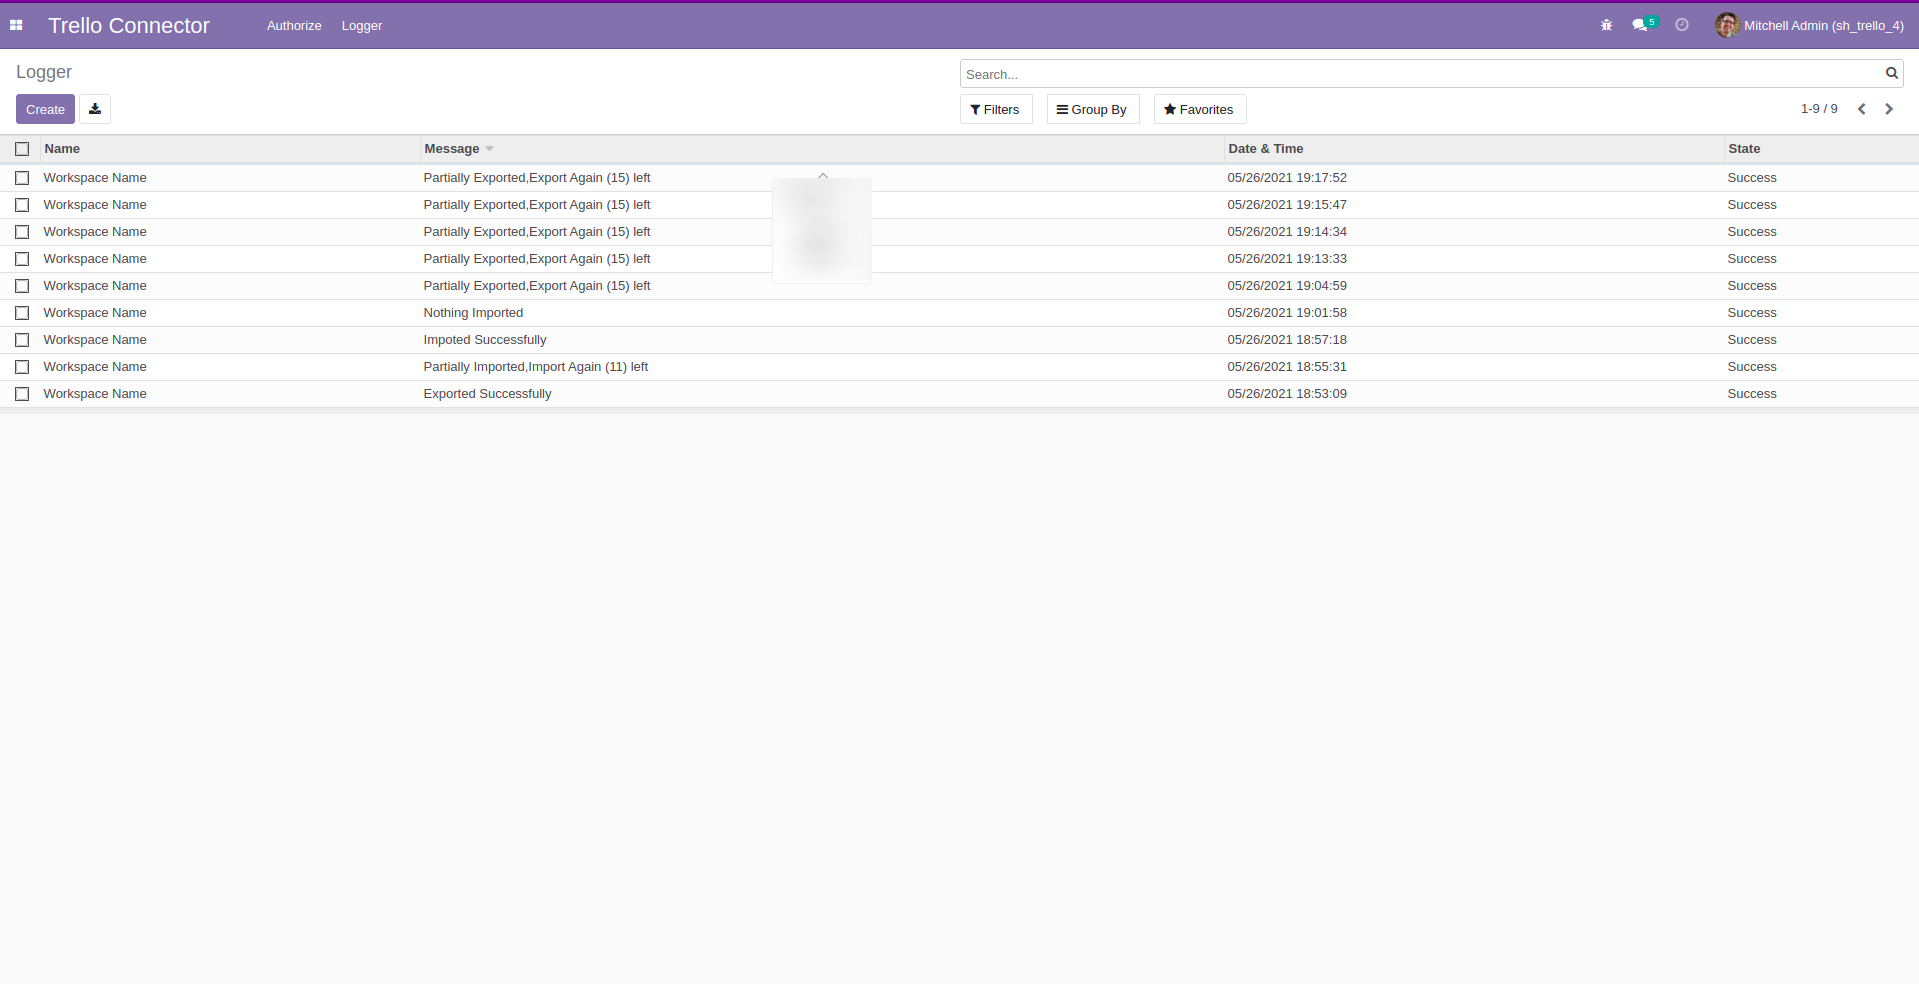 Trello Connector Authorize Logger 5 Mitchell Admin (sh_trello_4)
Logger Search...
Create Filters Group By Favorites 1-9 / 9
Name Message Date & Time State
Workspace Name Partially Exported,Export Again (15) left 05/26/2021 19:17:52 Success
Workspace Name Partially Exported,Export Again (15) left 05/26/2021 19:15:47 Success
Workspace Name Partially Exported,Export Again (15) left 05/26/2021 19:14:34 Success
Workspace Name Partially Exported,Export Again (15) left 05/26/2021 19:13:33 Success
Workspace Name Partially Exported,Export Again (15) left 05/26/2021 19:04:59 Success
Workspace Name Nothing Imported 05/26/2021 19:01:58 Success
Workspace Name Impoted Successfully 05/26/2021 18:57:18 Success
Workspace Name Partially Imported,Import Again (11) left 05/26/2021 18:55:31 Success
Workspace Name Exported Successfully 05/26/2021 18:53:09 Success